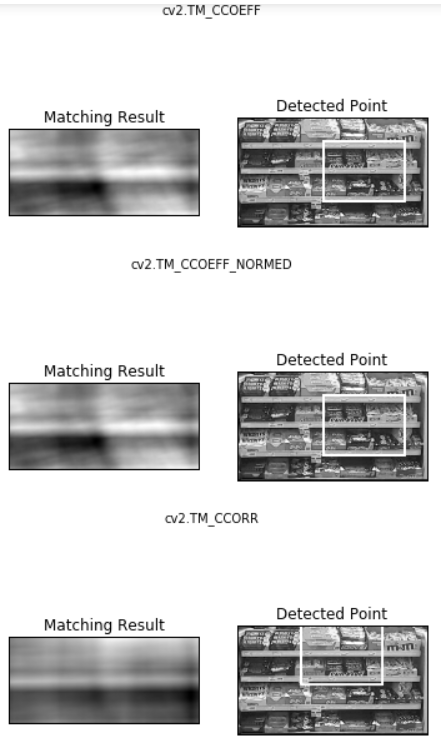 cv2.TM_CCOEFF
Matching Result
Detected Point
cv2.TM_CCOEFF_NORMED
Matching Result
Detected Point
cv2.TM_CCORR
Matching Result
Detected Point